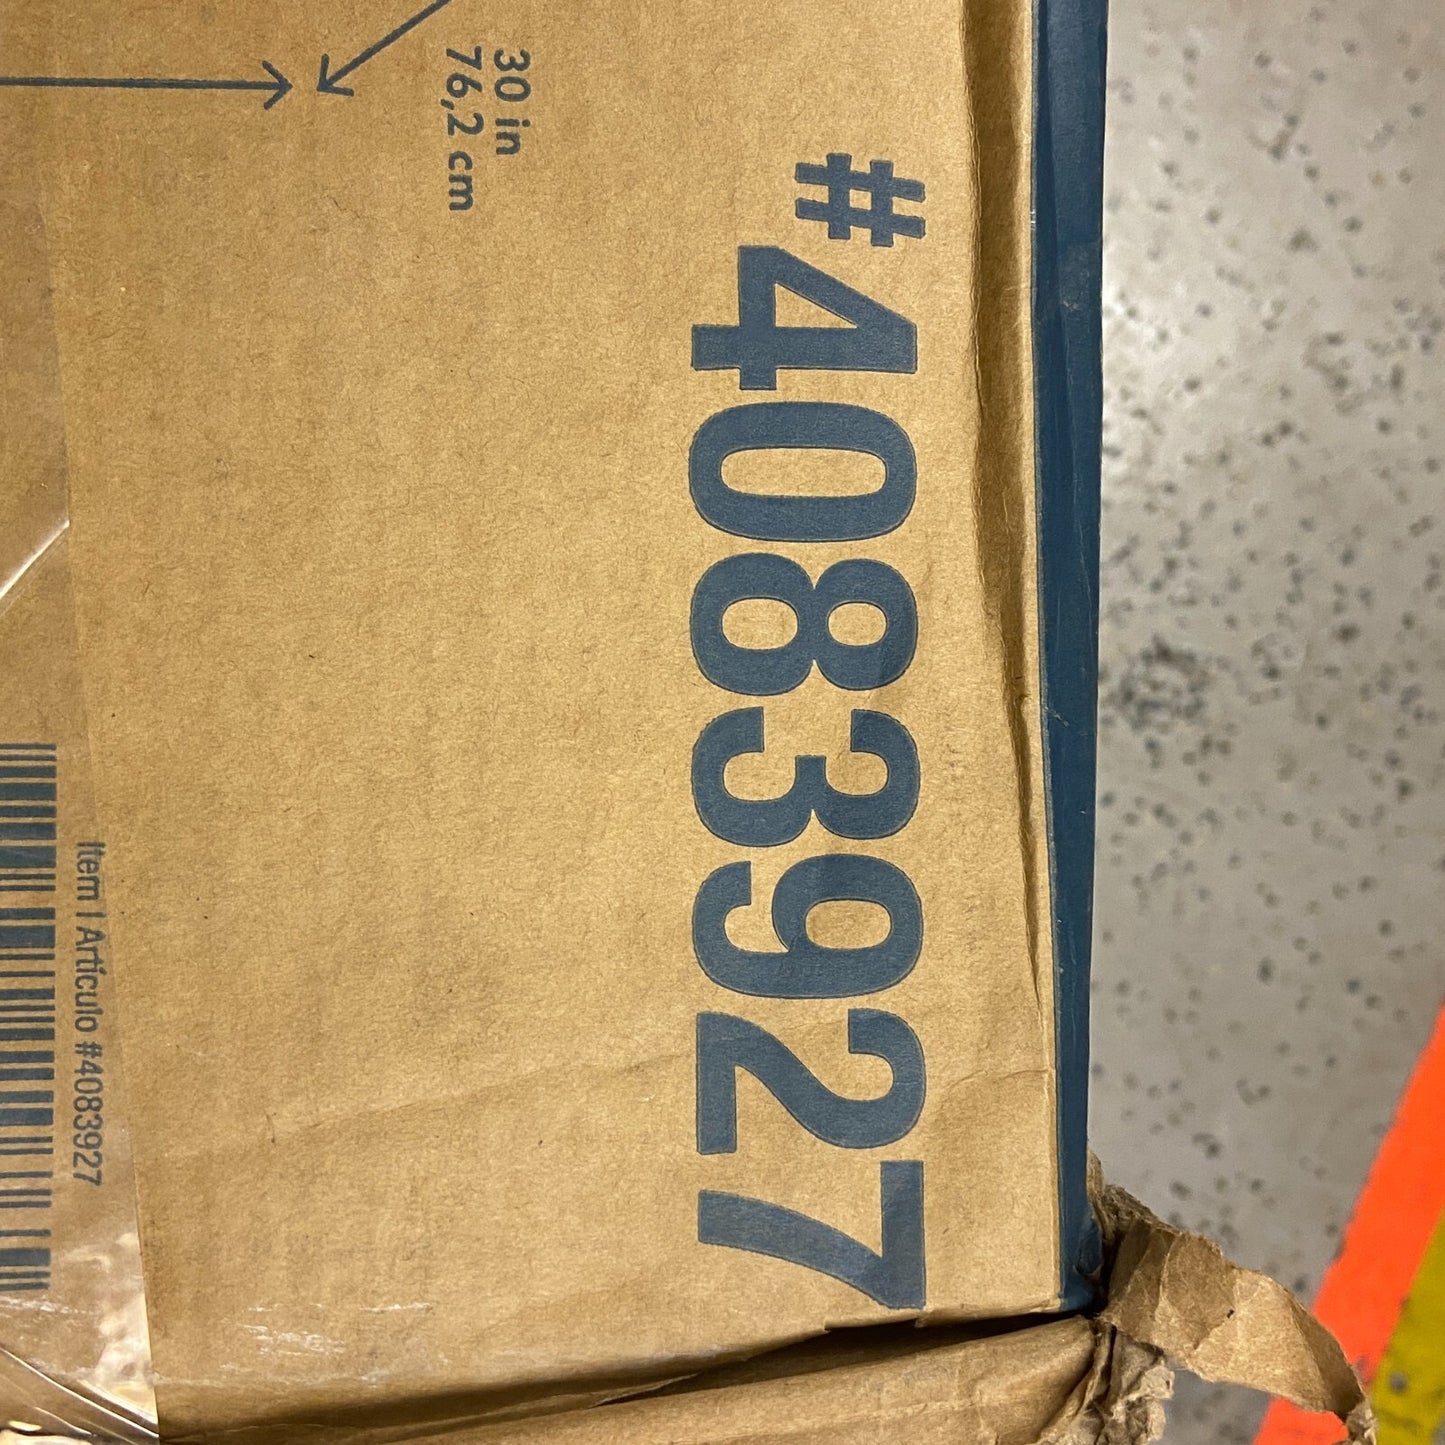 #4083927
30 in
76,2 cm
Item | Artículo #4083927